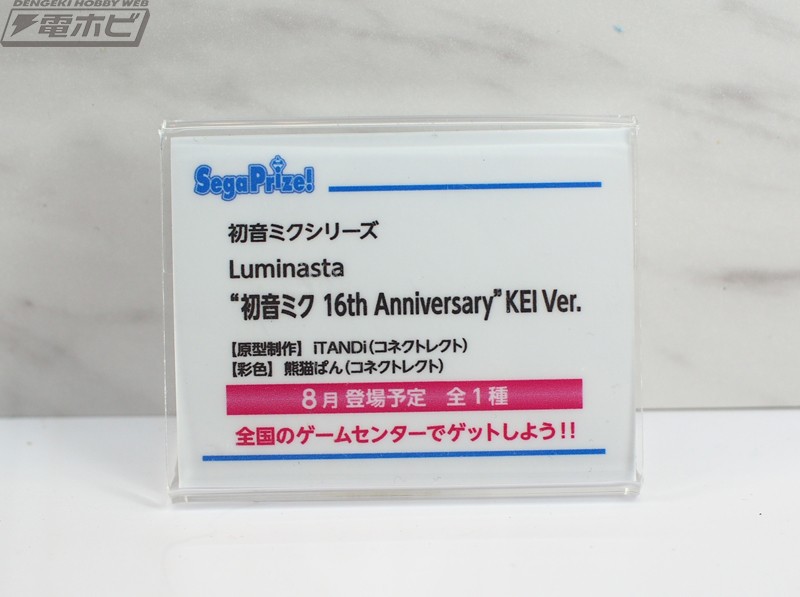 DENGEKI HOBBY WEB
電ホビ
SegaPrize!
初音ミクシリーズ
Luminasta
“初音ミク 16th Anniversary”KEI Ver.
【原型制作】 iTANDi（コネクトレクト）
【彩色】 熊猫ぱん（コネクトレクト）
8月 登場予定 全1種
全国のゲームセンターでゲットしよう!!